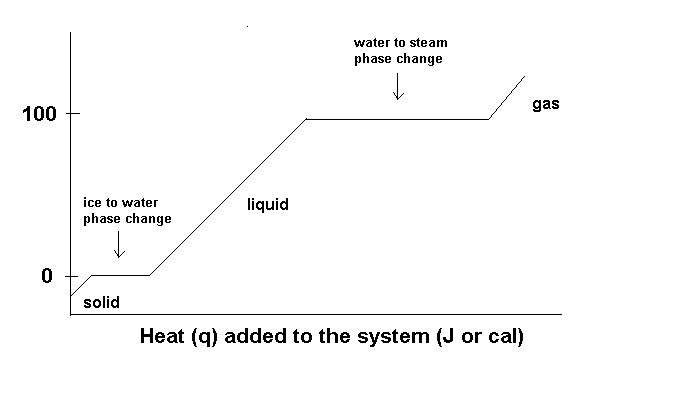 water to steam
phase change
100
gas
ice to water
phase change
liquid
0
solid
Heat (q) added to the system (J or cal)